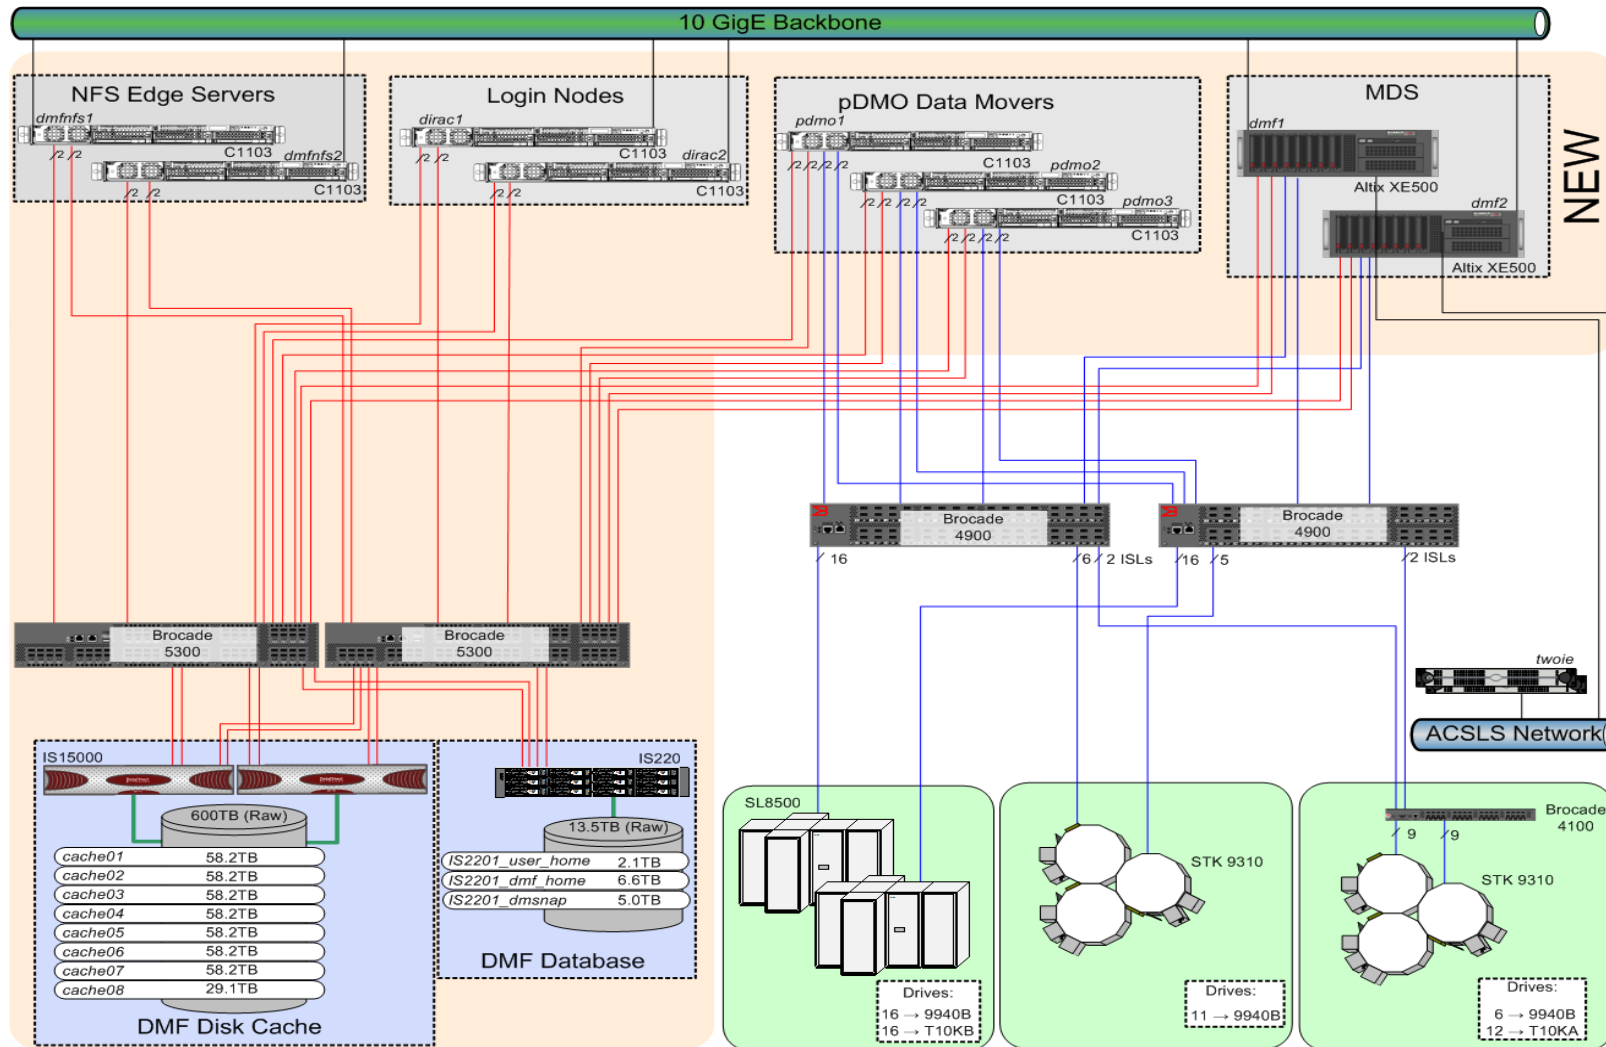 10 GigE Backbone
NFS Edge Servers
dmfnfs1
C1103
dmfnfs2
C1103
/2 /2
/2 /2
Login Nodes
dirac1
C1103
dirac2
C1103
/2 /2
/2 /2
pDMO Data Movers
pdmo1
C1103
pdmo2
C1103
pdmo3
C1103
/2 /2 /2 /2
/2 /2 /2 /2
/2 /2 /2 /2
MDS
dmf1
Altix XE500
dmf2
Altix XE500
NEW
Brocade
4900
16
6
2 ISLs
Brocade
4900
16
5
2 ISLs
Brocade
5300
Brocade
5300
twoie
ACSLS Network(
IS15000
600TB (Raw)
cache01 58.2TB
cache02 58.2TB
cache03 58.2TB
cache04 58.2TB
cache05 58.2TB
cache06 58.2TB
cache07 58.2TB
cache08 29.1TB
DMF Disk Cache
IS220
13.5TB (Raw)
IS2201_user_home 2.1TB
IS2201_dmf_home 6.6TB
IS2201_dmsnap 5.0TB
DMF Database
SL8500
Drives:
16 → 9940B
16 → T10KB
STK 9310
Drives:
11 → 9940B
Brocade
4100
9
9
STK 9310
Drives:
6 → 9940B
12 → T10KA